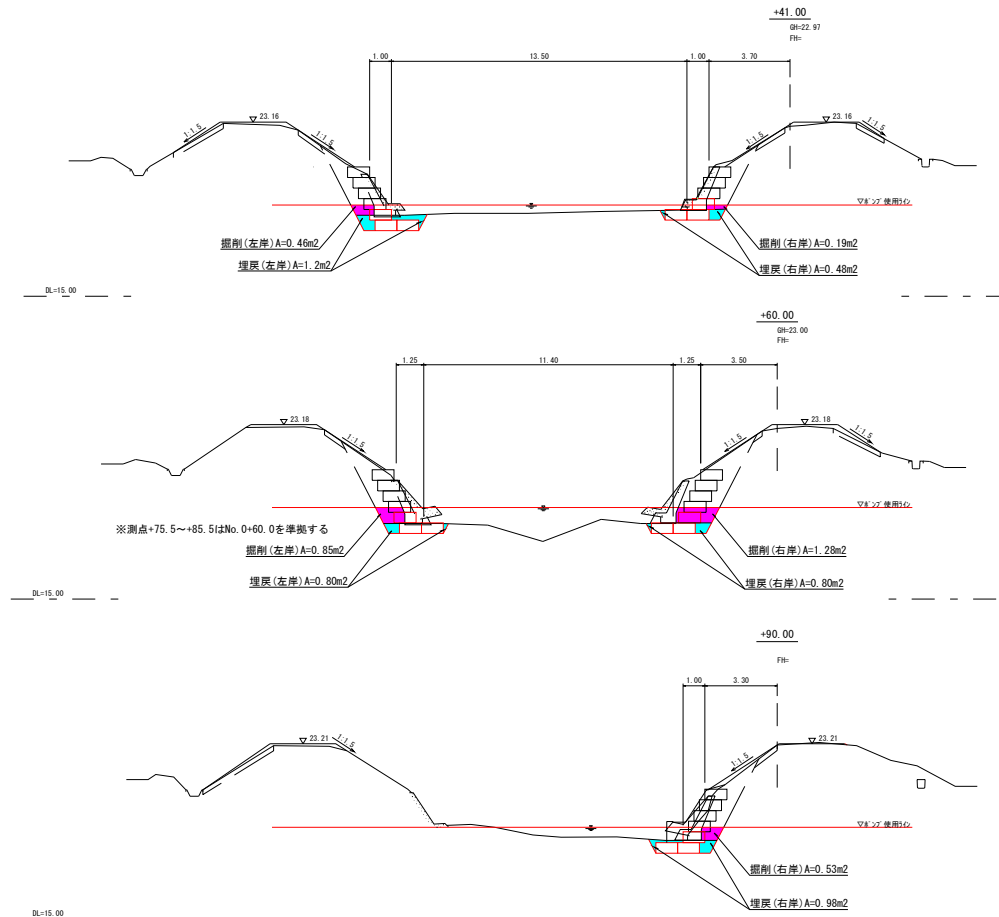 +41.00
GH=22.97
FH=
1.00 13.50 1.00 3.70
23.16 23.16
1:1.5 1:1.5 1:1.5 1:1.5
▽ﾎﾟﾝﾌﾟ使用ﾗｲﾝ
掘削(左岸)A=0.46m2 掘削(右岸)A=0.19m2
埋戻(左岸)A=1.2m2 埋戻(右岸)A=0.48m2
DL=15.00
+60.00
GH=23.00
FH=
1.25 11.40 1.25 3.50
23.18 23.18
1:1.5 1:1.5 1:1.5
▽ﾎﾟﾝﾌﾟ使用ﾗｲﾝ
※測点+75.5～+85.5はNo.0+60.0を準拠する
掘削(左岸)A=0.85m2 掘削(右岸)A=1.28m2
埋戻(左岸)A=0.80m2 埋戻(右岸)A=0.80m2
DL=15.00
+90.00
FH=
1.00 3.30
23.21 23.21
1:1.5 1:1.5
▽ﾎﾟﾝﾌﾟ使用ﾗｲﾝ
掘削(右岸)A=0.53m2
埋戻(右岸)A=0.98m2
DL=15.00